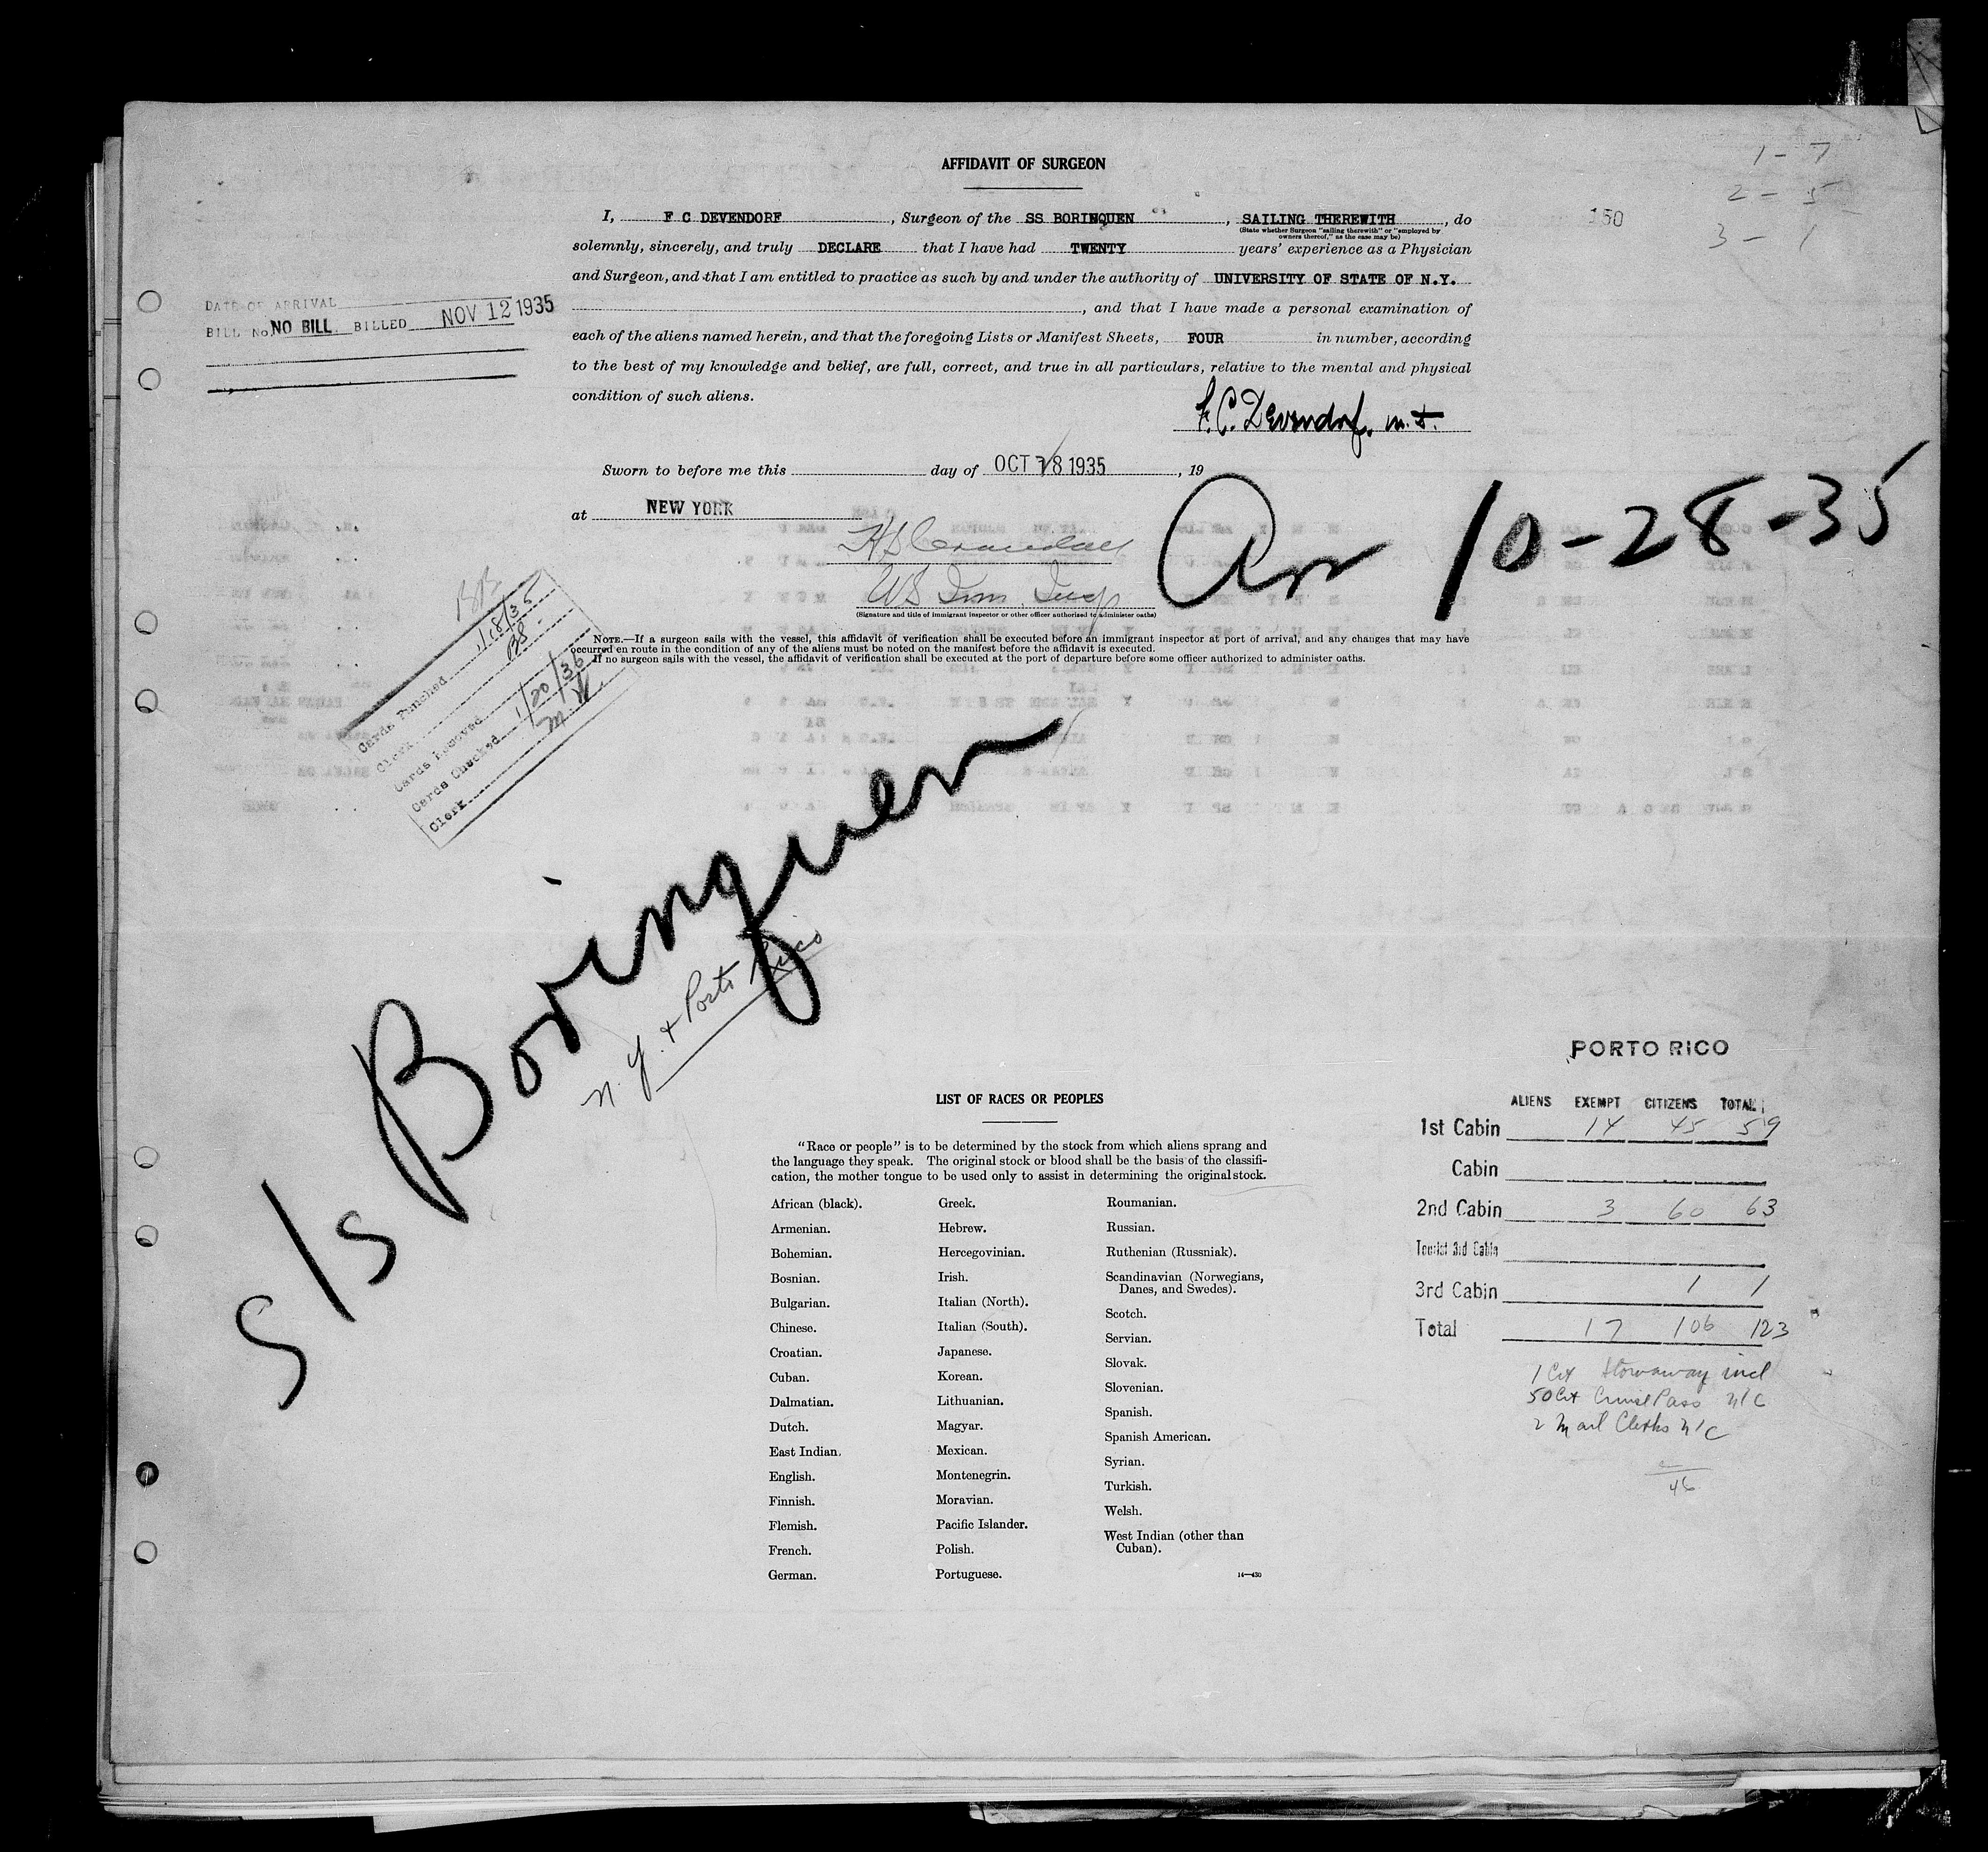 AFFIDAVIT OF SURGEON
1 - 7
2 - 5
3 - 1
150
I, F C DEVENDORF, Surgeon of the SS BORINQUEN, SAILING THEREWITH, do
(State whether Surgeon "sailing therewith" or "employed by
owners thereof," as the case may be)
solemnly, sincerely, and truly DECLARE that I have had TWENTY years' experience as a Physician
and Surgeon, and that I am entitled to practice as such by and under the authority of UNIVERSITY OF STATE OF N.Y.
, and that I have made a personal examination of
each of the aliens named herein, and that the foregoing Lists or Manifest Sheets, FOUR in number, according
to the best of my knowledge and belief, are full, correct, and true in all particulars, relative to the mental and physical
condition of such aliens.
DATE OF ARRIVAL
BILL No. NO BILL BILLED NOV 12 1935
F.C. Devendorf. m.D.
Sworn to before me this day of OCT 28 1935, 19
at NEW YORK
Arr 10-28-35
US Imm. Insp
(Signature and title of immigrant inspector or other officer authorized to administer oaths)
NOTE.—If a surgeon sails with the vessel, this affidavit of verification shall be executed before an immigrant inspector at port of arrival, and any changes that may have
occurred en route in the condition of any of the aliens must be noted on the manifest before the affidavit is executed.
If no surgeon sails with the vessel, the affidavit of verification shall be executed at the port of departure before some officer authorized to administer oaths.
Cards Punched
Clerk
Cards Removed
Cards Checked 1/20/36
Clerk
S/S Borinquen
N.Y. & Porto Rico
LIST OF RACES OR PEOPLES
"Race or people" is to be determined by the stock from which aliens sprang and
the language they speak. The original stock or blood shall be the basis of the classifi-
cation, the mother tongue to be used only to assist in determining the original stock.
African (black).
Armenian.
Bohemian.
Bosnian.
Bulgarian.
Chinese.
Croatian.
Cuban.
Dalmatian.
Dutch.
East Indian.
English.
Finnish.
Flemish.
French.
German.
Greek.
Hebrew.
Hercegovinian.
Irish.
Italian (North).
Italian (South).
Japanese.
Korean.
Lithuanian.
Magyar.
Mexican.
Montenegrin.
Moravian.
Pacific Islander.
Polish.
Portuguese.
Roumanian.
Russian.
Ruthenian (Russniak).
Scandinavian (Norwegians,
Danes, and Swedes).
Scotch.
Servian.
Slovak.
Slovenian.
Spanish.
Spanish American.
Syrian.
Turkish.
Welsh.
West Indian (other than
Cuban).
14—430
PORTO RICO
ALIENS EXEMPT CITIZENS TOTAL
1st Cabin 14 45 59
Cabin
2nd Cabin 3 60 63
Tourist 3rd Cabin
3rd Cabin 1 1
Total 17 106 123
1 Cit Stowaway incl
50 Cit Cruise Pass N/C
2 Mail Clerks N/C
46